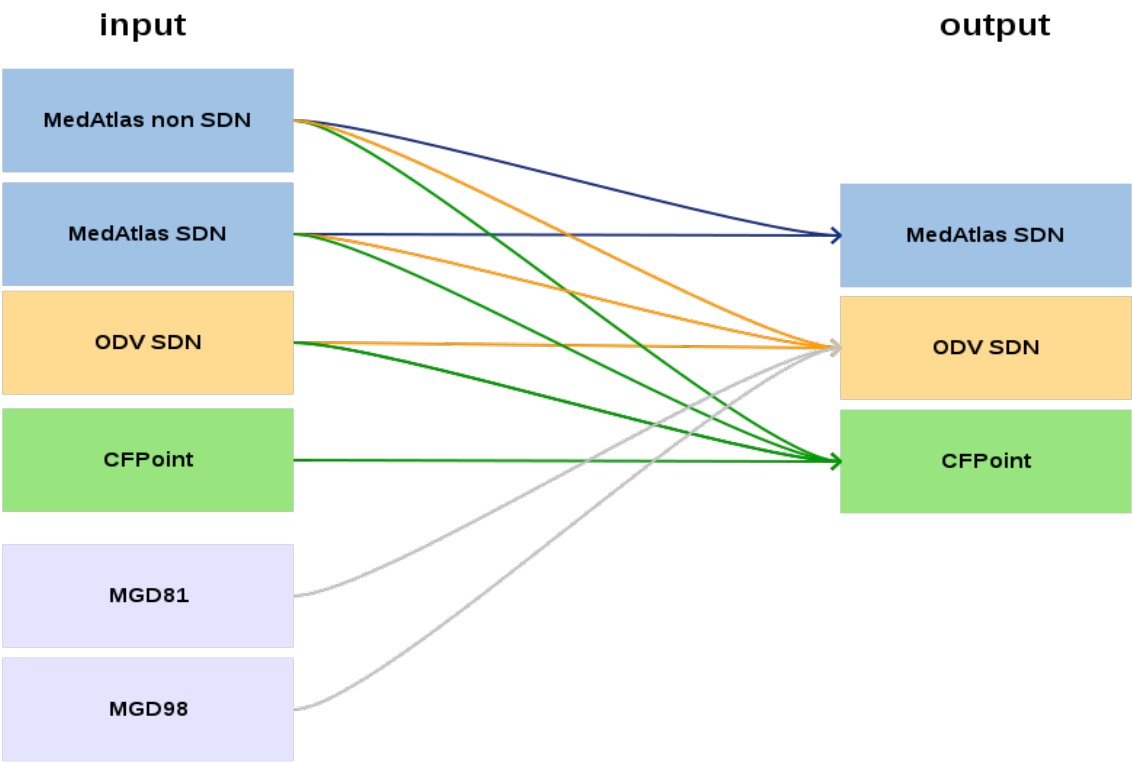 input
output
MedAtlas non SDN
MedAtlas SDN
ODV SDN
CFPoint
MGD81
MGD98
MedAtlas SDN
ODV SDN
CFPoint